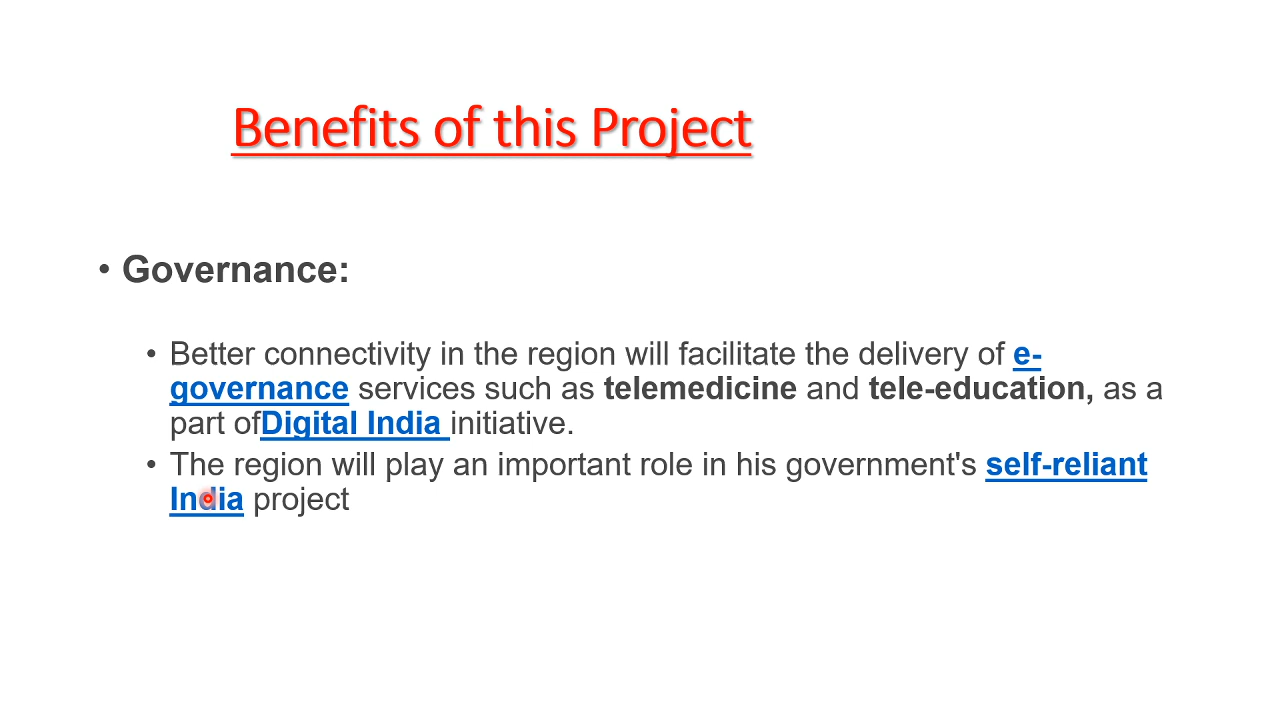 Benefits of this Project
• Governance:
• Better connectivity in the region will facilitate the delivery of e-
governance services such as telemedicine and tele-education, as a
part ofDigital India initiative.
• The region will play an important role in his government's self-reliant
India project